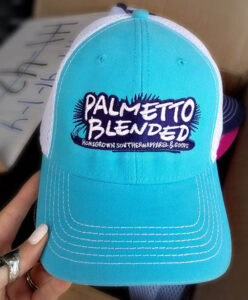 PALMETTO
BLENDED
HOMEGROWN SOUTHERN APPAREL & GOODS